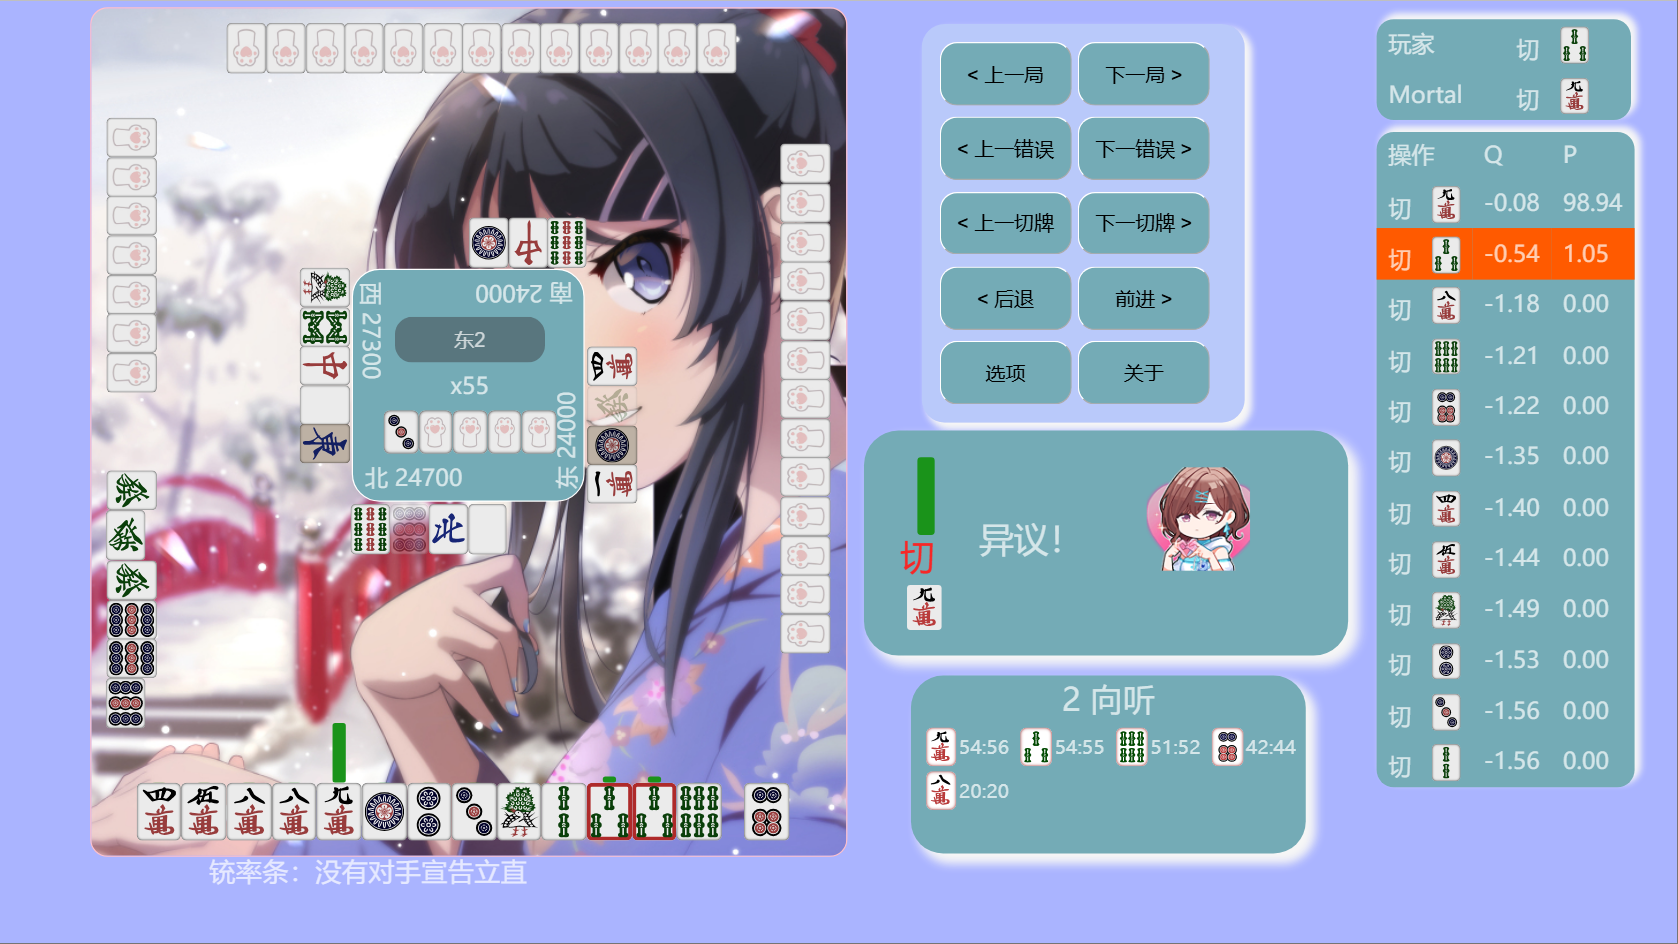 南 24000
西 27300
东2
x55
东 24000
北 24700
铳率条：没有对手宣告立直
< 上一局
下一局 >
< 上一错误
下一错误 >
< 上一切牌
下一切牌 >
< 后退
前进 >
选项
关于
切
异议！
2 向听
54:56
54:55
51:52
42:44
20:20
玩家 切
Mortal 切
操作 Q P
切 -0.08 98.94
切 -0.54 1.05
切 -1.18 0.00
切 -1.21 0.00
切 -1.22 0.00
切 -1.35 0.00
切 -1.40 0.00
切 -1.44 0.00
切 -1.49 0.00
切 -1.53 0.00
切 -1.56 0.00
切 -1.56 0.00